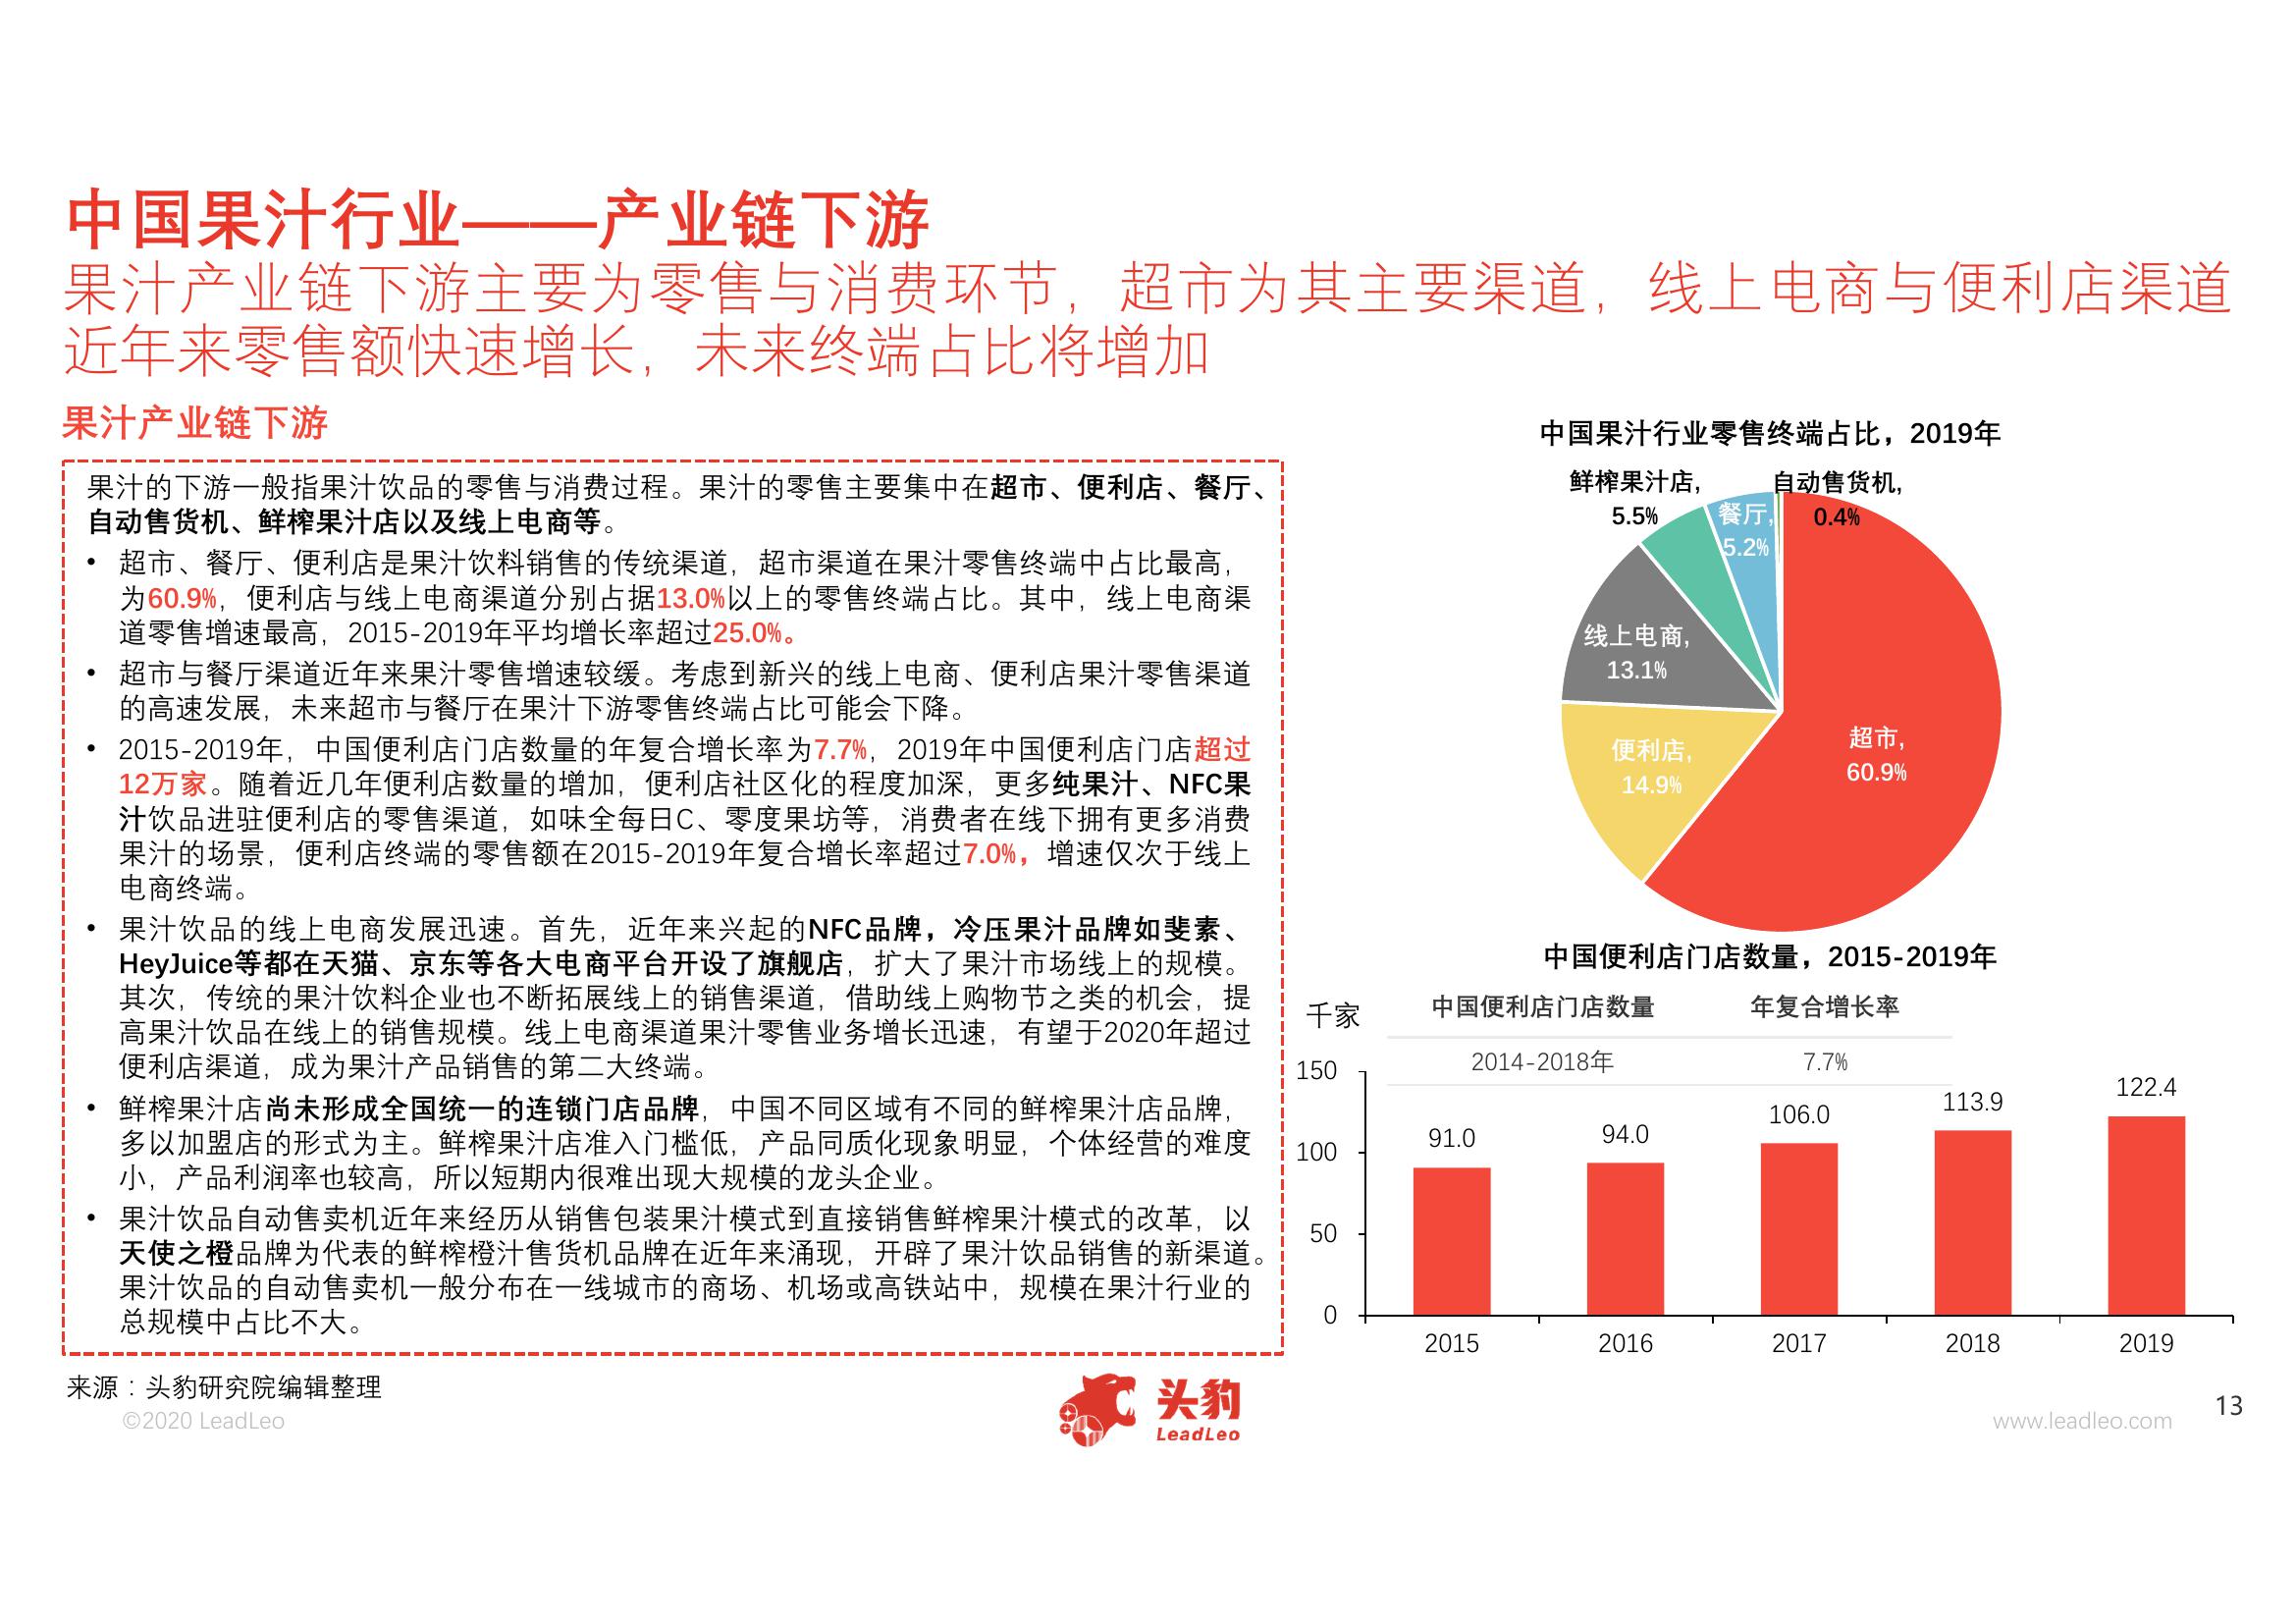 中国果汁行业——产业链下游
果汁产业链下游主要为零售与消费环节，超市为其主要渠道，线上电商与便利店渠道
近年来零售额快速增长，未来终端占比将增加
果汁产业链下游
果汁的下游一般指果汁饮品的零售与消费过程。果汁的零售主要集中在超市、便利店、餐厅、
自动售货机、鲜榨果汁店以及线上电商等。
• 超市、餐厅、便利店是果汁饮料销售的传统渠道，超市渠道在果汁零售终端中占比最高，
为60.9%，便利店与线上电商渠道分别占据13.0%以上的零售终端占比。其中，线上电商渠
道零售增速最高，2015-2019年平均增长率超过25.0%。
• 超市与餐厅渠道近年来果汁零售增速较缓。考虑到新兴的线上电商、便利店果汁零售渠道
的高速发展，未来超市与餐厅在果汁下游零售终端占比可能会下降。
• 2015-2019年，中国便利店门店数量的年复合增长率为7.7%，2019年中国便利店门店超过
12万家。随着近几年便利店数量的增加，便利店社区化的程度加深，更多纯果汁、NFC果
汁饮品进驻便利店的零售渠道，如味全每日C、零度果坊等，消费者在线下拥有更多消费
果汁的场景，便利店终端的零售额在2015-2019年复合增长率超过7.0%，增速仅次于线上
电商终端。
• 果汁饮品的线上电商发展迅速。首先，近年来兴起的NFC品牌，冷压果汁品牌如斐素、
HeyJuice等都在天猫、京东等各大电商平台开设了旗舰店，扩大了果汁市场线上的规模。
其次，传统的果汁饮料企业也不断拓展线上的销售渠道，借助线上购物节之类的机会，提
高果汁饮品在线上的销售规模。线上电商渠道果汁零售业务增长迅速，有望于2020年超过
便利店渠道，成为果汁产品销售的第二大终端。
• 鲜榨果汁店尚未形成全国统一的连锁门店品牌，中国不同区域有不同的鲜榨果汁店品牌，
多以加盟店的形式为主。鲜榨果汁店准入门槛低，产品同质化现象明显，个体经营的难度
小，产品利润率也较高，所以短期内很难出现大规模的龙头企业。
• 果汁饮品自动售卖机近年来经历从销售包装果汁模式到直接销售鲜榨果汁模式的改革，以
天使之橙品牌为代表的鲜榨橙汁售货机品牌在近年来涌现，开辟了果汁饮品销售的新渠道。
果汁饮品的自动售卖机一般分布在一线城市的商场、机场或高铁站中，规模在果汁行业的
总规模中占比不大。
中国果汁行业零售终端占比，2019年
鲜榨果汁店,
5.5%
自动售货机,
0.4%
餐厅,
5.2%
线上电商,
13.1%
便利店,
14.9%
超市,
60.9%
中国便利店门店数量，2015-2019年
千家
中国便利店门店数量 年复合增长率
2014-2018年 7.7%
150
100
50
0
91.0
94.0
106.0
113.9
122.4
2015 2016 2017 2018 2019
来源：头豹研究院编辑整理
©2020 LeadLeo
头豹
LeadLeo
www.leadleo.com
13